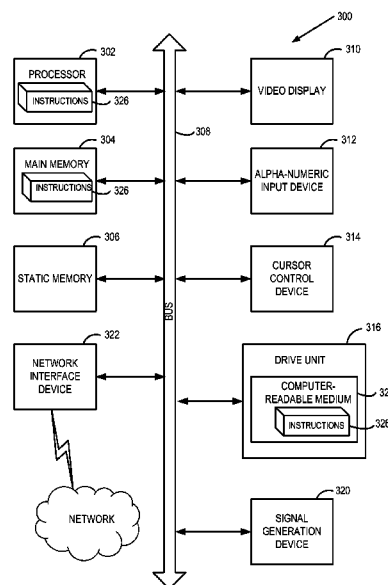 300
302
PROCESSOR
INSTRUCTIONS
326
304
MAIN MEMORY
INSTRUCTIONS
326
306
STATIC MEMORY
322
NETWORK
INTERFACE
DEVICE
NETWORK
308
BUS
310
VIDEO DISPLAY
312
ALPHA-NUMERIC
INPUT DEVICE
314
CURSOR
CONTROL
DEVICE
316
DRIVE UNIT
COMPUTER-
READABLE MEDIUM
INSTRUCTIONS
326
320
SIGNAL
GENERATION
DEVICE